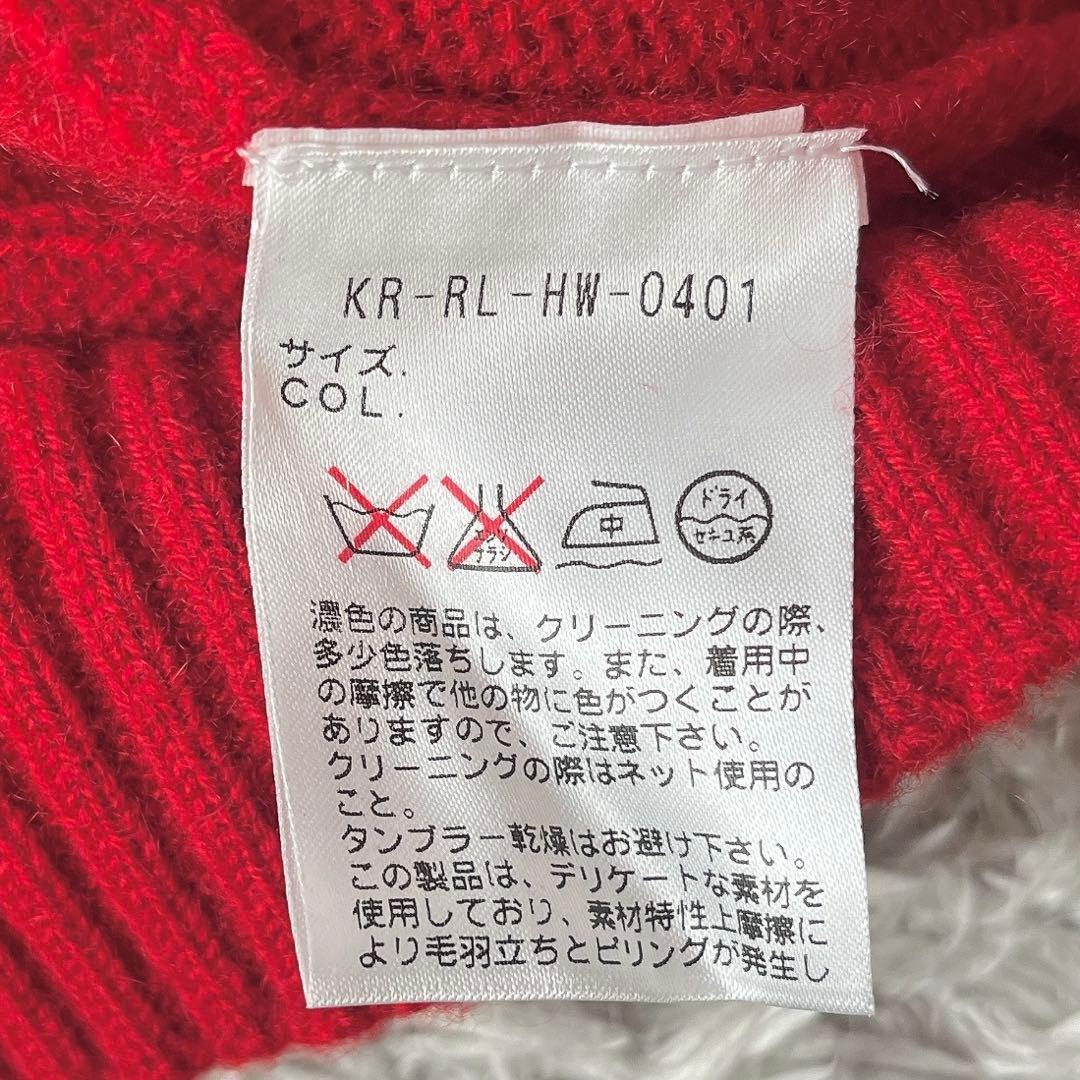 KR-RL-HW-0401
サイズ.
COL.
エンソ
サラシ
中
ドライ
セキユ系
濃色の商品は、クリーニングの際、
多少色落ちします。また、着用中
の摩擦で他の物に色がつくことが
ありますので、ご注意下さい。
クリーニングの際はネット使用の
こと。
タンブラー乾燥はお避け下さい。
この製品は、デリケートな素材を
使用しており、素材特性上摩擦に
より毛羽立ちとピリングが発生し